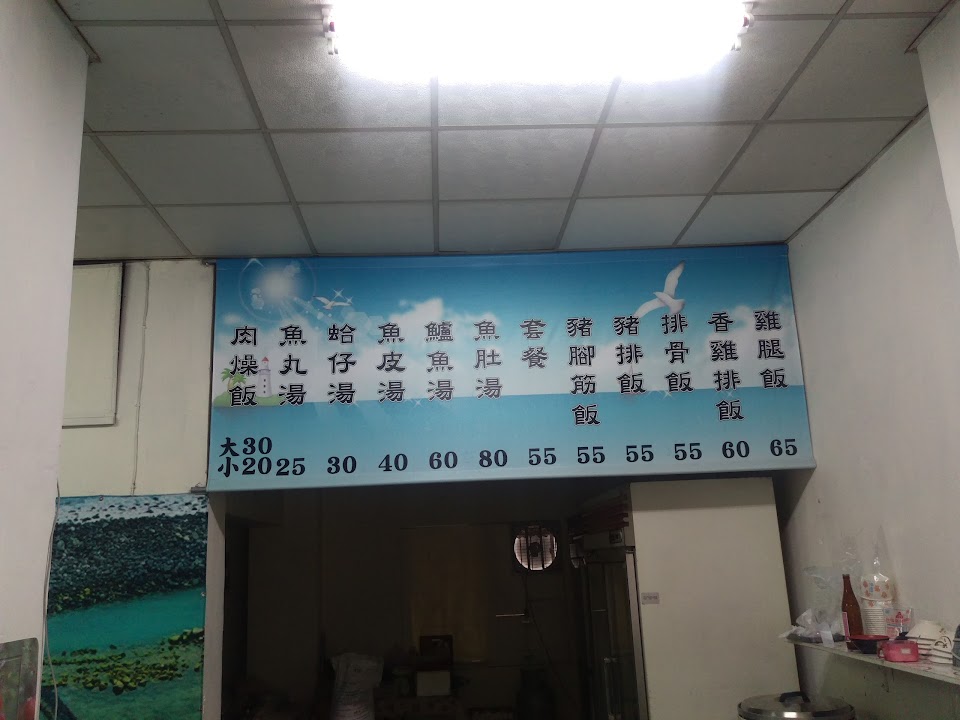 雞腿飯
香雞排飯
排骨飯
豬排飯
豬腳筋飯
套餐
魚肚湯
鱸魚湯
魚皮湯
蛤仔湯
魚丸湯
肉燥飯
大30
小20 25 30 40 60 80 55 55 55 55 60 65